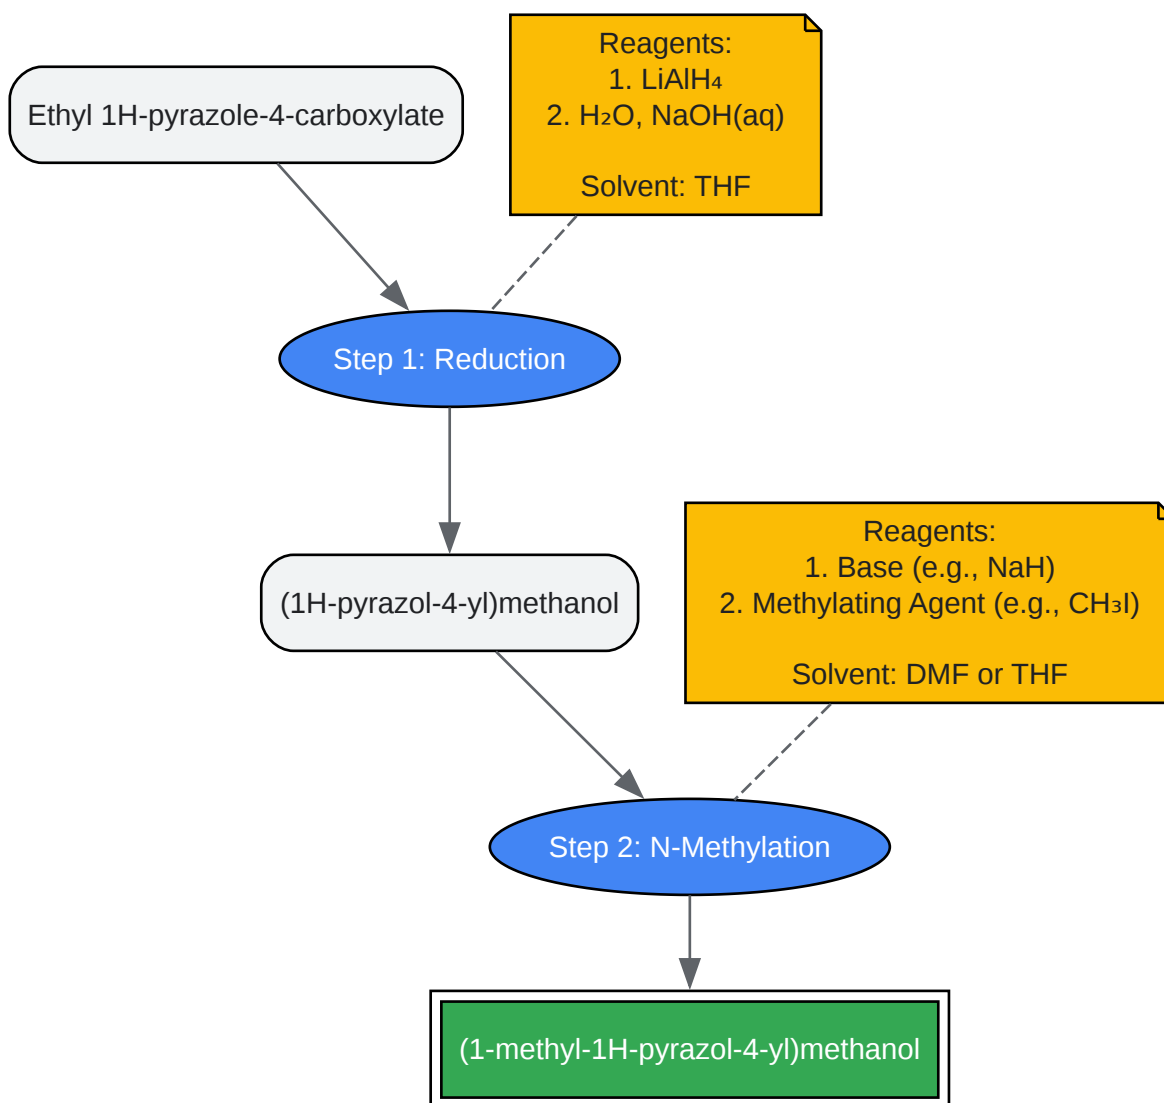 Ethyl 1H-pyrazole-4-carboxylate
Reagents:
1. LiAlH₄
2. H₂O, NaOH(aq)
Solvent: THF
Step 1: Reduction
(1H-pyrazol-4-yl)methanol
Reagents:
1. Base (e.g., NaH)
2. Methylating Agent (e.g., CH₃I)
Solvent: DMF or THF
Step 2: N-Methylation
(1-methyl-1H-pyrazol-4-yl)methanol